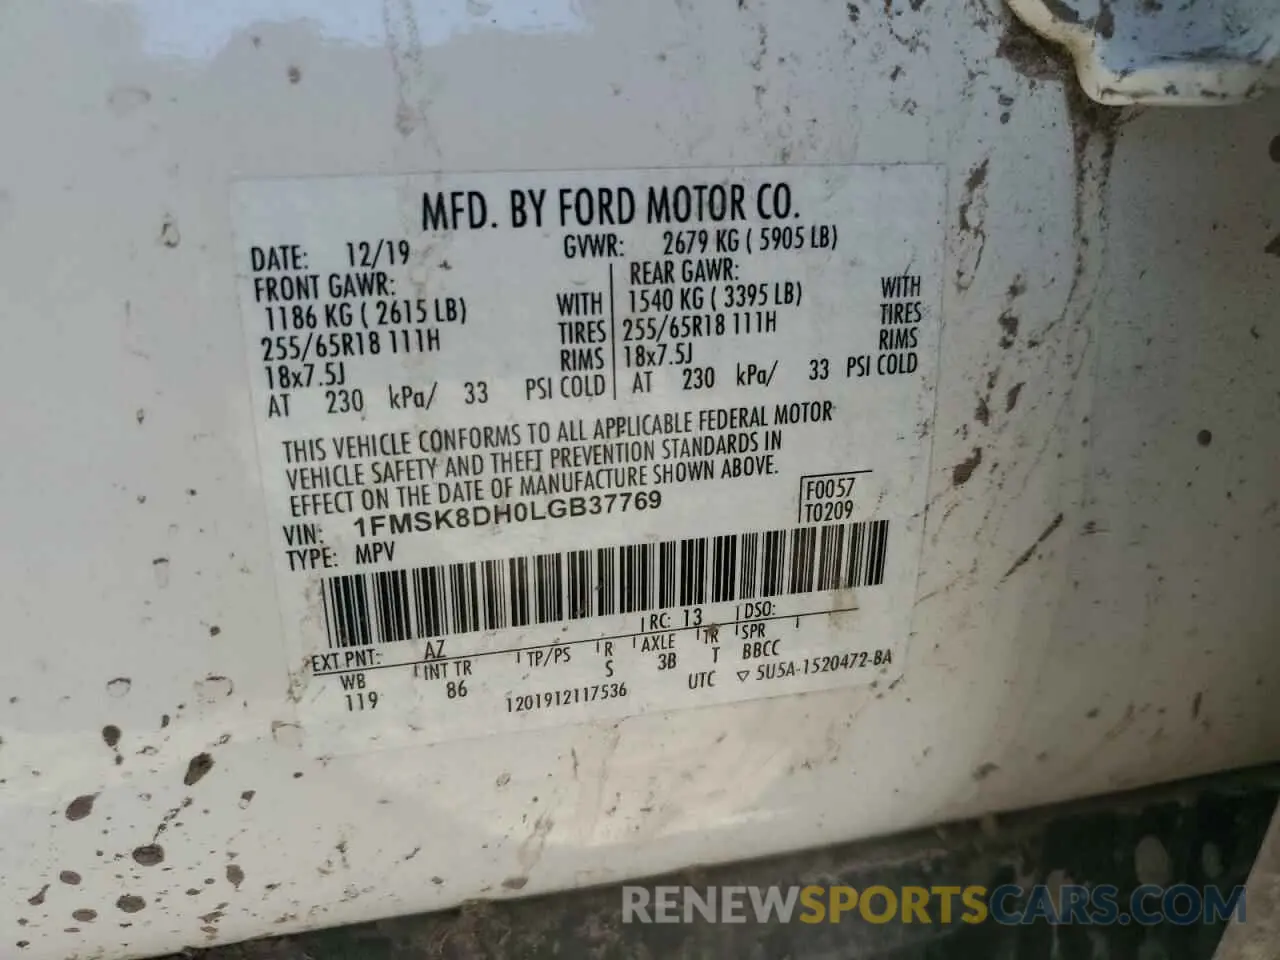 MFD. BY FORD MOTOR CO.
DATE: 12/19 GVWR: 2679 KG ( 5905 LB)
FRONT GAWR: REAR GAWR:
1186 KG ( 2615 LB) WITH 1540 KG ( 3395 LB) WITH
255/65R18 111H TIRES 255/65R18 111H TIRES
18x7.5J RIMS 18x7.5J RIMS
AT 230 kPa/ 33 PSI COLD AT 230 kPa/ 33 PSI COLD
THIS VEHICLE CONFORMS TO ALL APPLICABLE FEDERAL MOTOR
VEHICLE SAFETY AND THEFT PREVENTION STANDARDS IN
EFFECT ON THE DATE OF MANUFACTURE SHOWN ABOVE.
VIN: 1FMSK8DH0LGB37769 F0057
TYPE: MPV T0209
EXT PNT: AZ RC: 13 DSO:
WB INT TR TP/PS R AXLE TR SPR
119 86 S 3B T BBCC
1201912117536 UTC ▽ 5U5A-1520472-BA
RENEWSPORTSCARS.COM